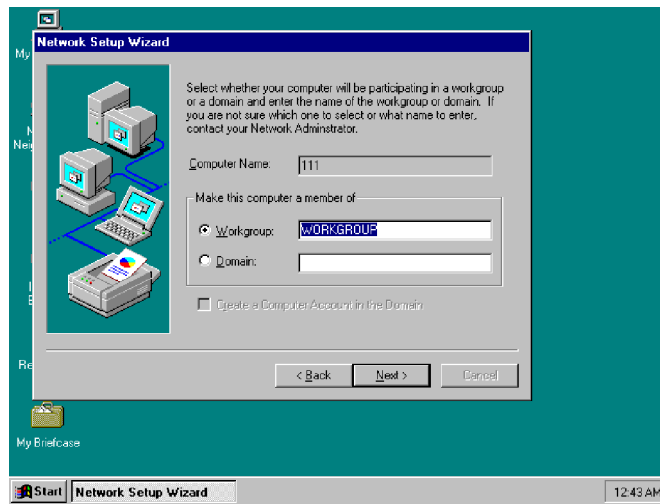 My
Network Setup Wizard
Select whether your computer will be participating in a workgroup
or a domain and enter the name of the workgroup or domain. If
you are not sure which one to select or what name to enter,
contact your Network Adminstrator.
N
Nei
Computer Name: 111
Make this computer a member of
Workgroup: WORKGROUP
Domain:
Create a Computer Account in the Domain
Re
< Back Next > Cancel
My Briefcase
Start Network Setup Wizard 12:43 AM